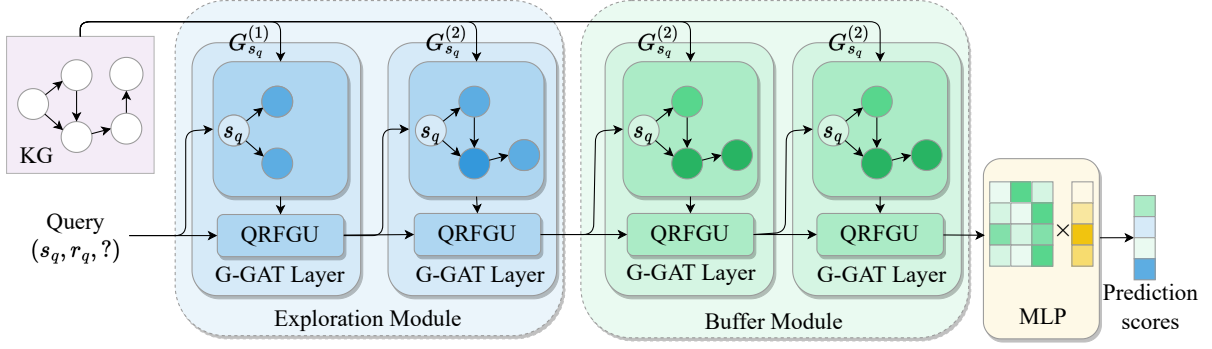 KG
Query
(s_q, r_q, ?)
G_{s_q}^{(1)}
s_q
QRFGU
G-GAT Layer
G_{s_q}^{(2)}
s_q
QRFGU
G-GAT Layer
Exploration Module
G_{s_q}^{(2)}
s_q
QRFGU
G-GAT Layer
G_{s_q}^{(2)}
s_q
QRFGU
G-GAT Layer
Buffer Module
×
MLP
Prediction
scores